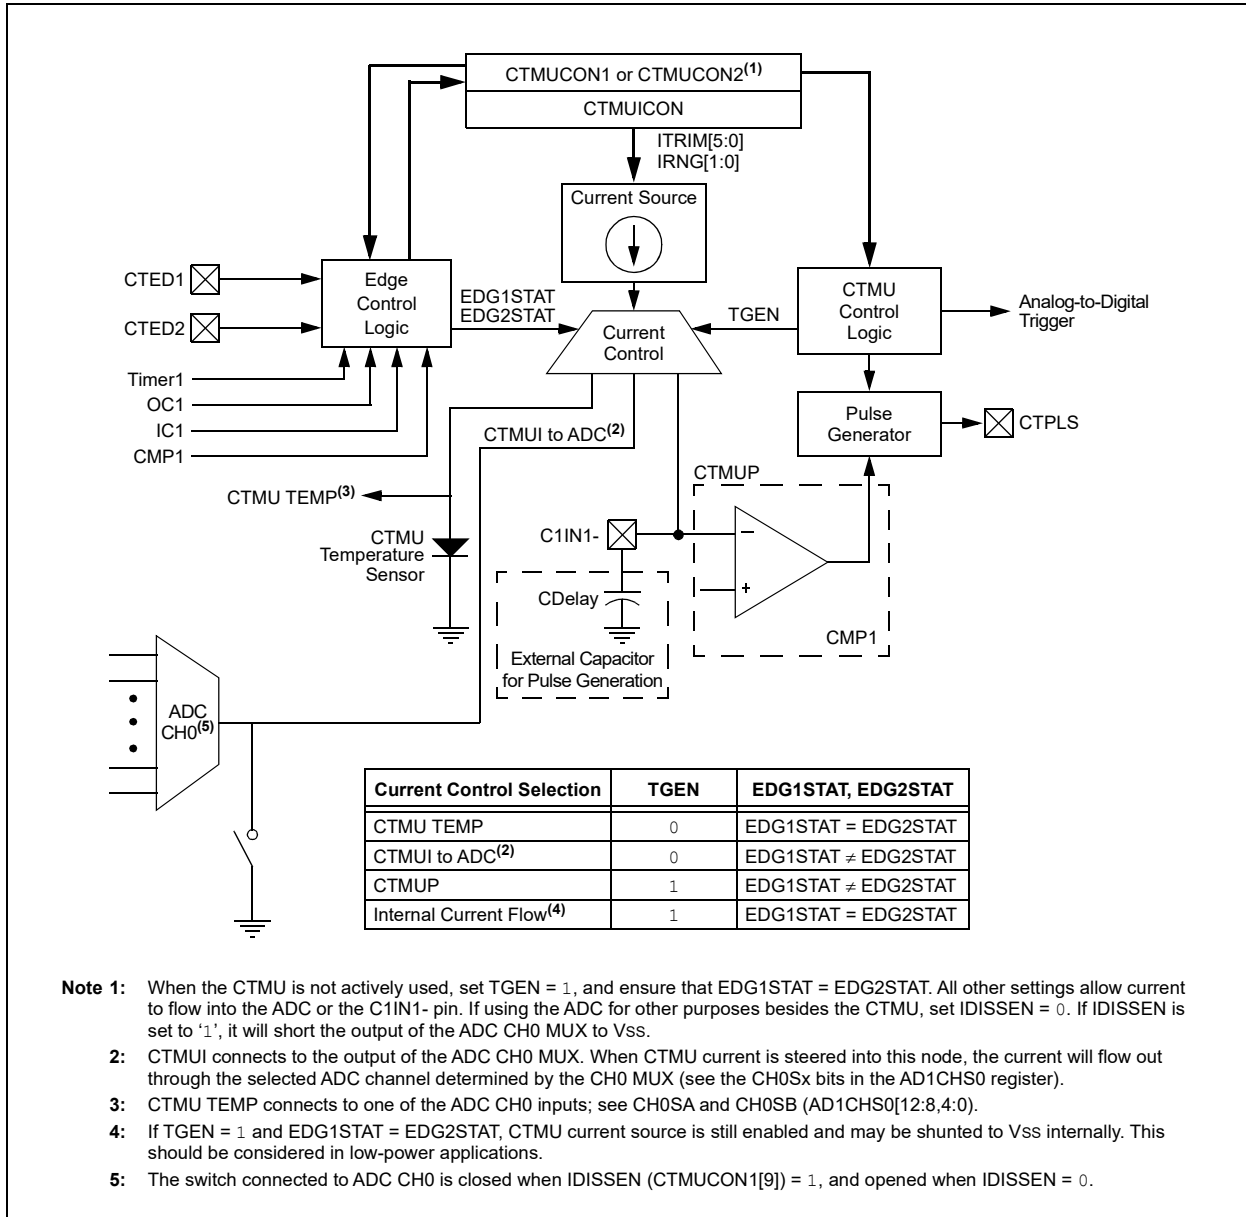 CTMUCON1 or CTMUCON2(1)
CTMUICON
ITRIM[5:0]
IRNG[1:0]
Current Source
CTED1
CTED2
Edge
Control
Logic
EDG1STAT
EDG2STAT
Current
Control
TGEN
CTMU
Control
Logic
Analog-to-Digital
Trigger
Timer1
OC1
IC1
CMP1
Pulse
Generator
CTPLS
CTMUI to ADC(2)
CTMUP
CTMU TEMP(3)
CTMU
Temperature
Sensor
C1IN1-
−
+
CDelay
CMP1
External Capacitor
for Pulse Generation
ADC
CH0(5)
Current Control Selection TGEN EDG1STAT, EDG2STAT
CTMU TEMP 0 EDG1STAT = EDG2STAT
CTMUI to ADC(2) 0 EDG1STAT ≠ EDG2STAT
CTMUP 1 EDG1STAT ≠ EDG2STAT
Internal Current Flow(4) 1 EDG1STAT = EDG2STAT
Note 1: When the CTMU is not actively used, set TGEN = 1, and ensure that EDG1STAT = EDG2STAT. All other settings allow current
to flow into the ADC or the C1IN1- pin. If using the ADC for other purposes besides the CTMU, set IDISSEN = 0. If IDISSEN is
set to ‘1’, it will short the output of the ADC CH0 MUX to VSS.
2: CTMUI connects to the output of the ADC CH0 MUX. When CTMU current is steered into this node, the current will flow out
through the selected ADC channel determined by the CH0 MUX (see the CH0Sx bits in the AD1CHS0 register).
3: CTMU TEMP connects to one of the ADC CH0 inputs; see CH0SA and CH0SB (AD1CHS0[12:8,4:0).
4: If TGEN = 1 and EDG1STAT = EDG2STAT, CTMU current source is still enabled and may be shunted to VSS internally. This
should be considered in low-power applications.
5: The switch connected to ADC CH0 is closed when IDISSEN (CTMUCON1[9]) = 1, and opened when IDISSEN = 0.